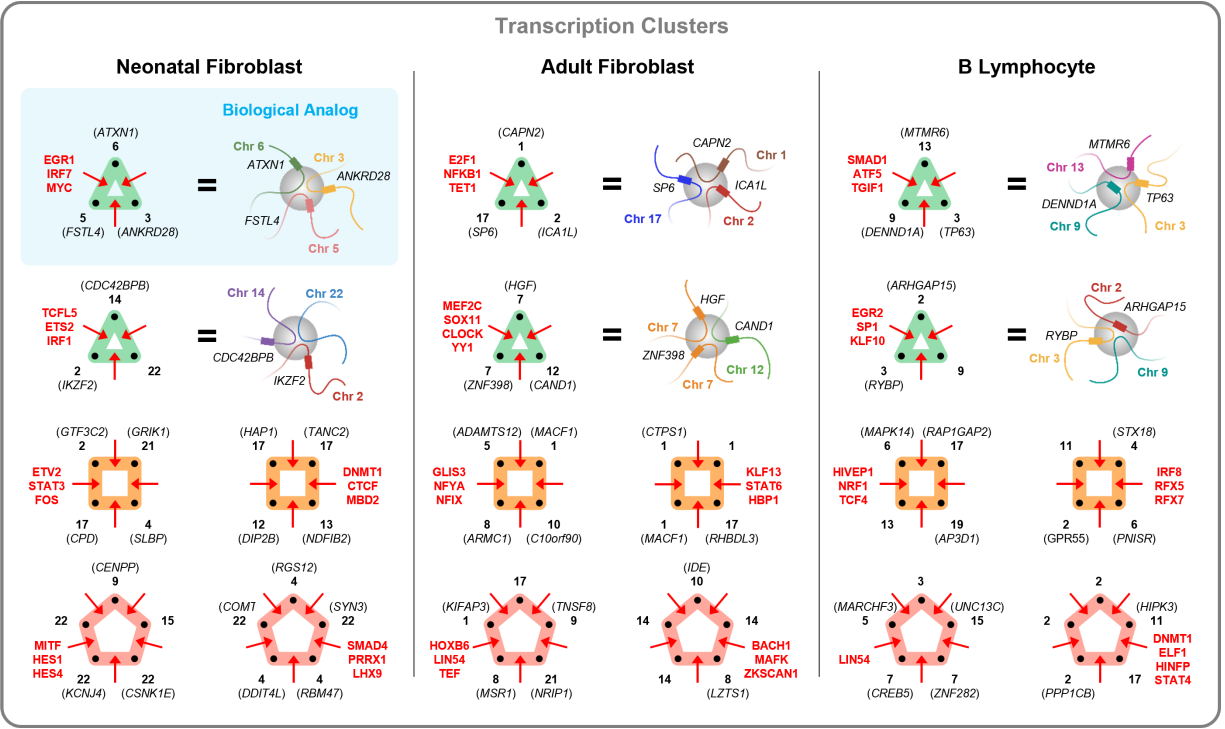 Transcription Clusters
Neonatal Fibroblast
Biological Analog
(ATXN1)
6
EGR1
IRF7
MYC
5
3
(FSTL4)
(ANKRD28)
=
Chr 6
ATXN1
Chr 3
ANKRD28
FSTL4
Chr 5
(CDC42BPB)
14
TCFL5
ETS2
IRF1
2
22
(IKZF2)
=
Chr 14
Chr 22
CDC42BPB
IKZF2
Chr 2
(GTF3C2)
(GRIK1)
2
21
ETV2
STAT3
FOS
17
4
(CPD)
(SLBP)
(HAP1)
(TANC2)
17
17
DNMT1
CTCF
MBD2
12
13
(DIP2B)
(NDFIB2)
(CENPP)
9
22
15
MITF
HES1
HES4
22
22
(KCNJ4)
(CSNK1E)
(RGS12)
4
(COMT
(SYN3)
22
22
SMAD4
PRRX1
LHX9
4
4
(DDIT4L)
(RBM47)
Adult Fibroblast
(CAPN2)
1
E2F1
NFKB1
TET1
17
2
(SP6)
(ICA1L)
=
CAPN2
Chr 1
SP6
ICA1L
Chr 17
Chr 2
(HGF)
7
MEF2C
SOX11
CLOCK
YY1
7
12
(ZNF398)
(CAND1)
=
HGF
Chr 7
CAND1
ZNF398
Chr 12
Chr 7
(ADAMTS12)
(MACF1)
5
1
GLIS3
NFYA
NFIX
8
10
(ARMC1)
(C10orf90)
(CTPS1)
1
1
KLF13
STAT6
HBP1
1
17
(MACF1)
(RHBDL3)
17
(KIFAP3)
(TNSF8)
1
9
HOXB6
LIN54
TEF
8
21
(MSR1)
(NRIP1)
(IDE)
10
14
14
BACH1
MAFK
ZKSCAN1
14
8
(LZTS1)
B Lymphocyte
(MTMR6)
13
SMAD1
ATF5
TGIF1
9
3
(DENND1A)
(TP63)
=
MTMR6
Chr 13
DENND1A
TP63
Chr 9
Chr 3
(ARHGAP15)
2
EGR2
SP1
KLF10
3
9
(RYBP)
=
Chr 2
ARHGAP15
RYBP
Chr 3
Chr 9
(MAPK14)
(RAP1GAP2)
6
17
HIVEP1
NRF1
TCF4
13
19
(AP3D1)
(STX18)
11
4
IRF8
RFX5
RFX7
2
6
(GPR55)
(PNISR)
3
(MARCHF3)
(UNC13C)
5
15
LIN54
7
7
(CREB5)
(ZNF282)
2
(HIPK3)
2
11
DNMT1
ELF1
HINFP
STAT4
2
17
(PPP1CB)